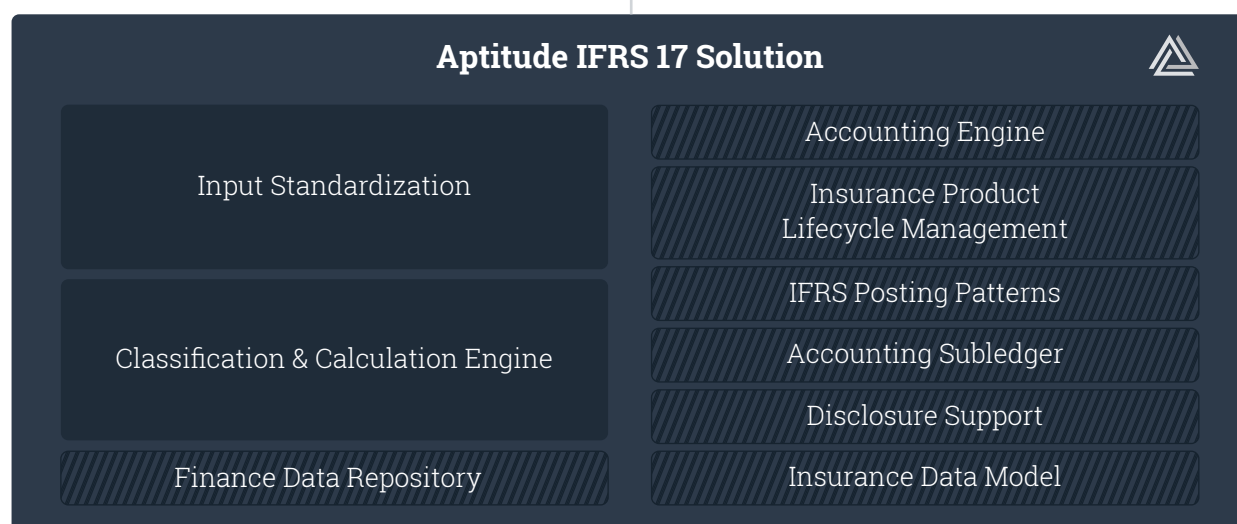 Aptitude IFRS 17 Solution
Input Standardization
Classification & Calculation Engine
Finance Data Repository
Accounting Engine
Insurance Product
Lifecycle Management
IFRS Posting Patterns
Accounting Subledger
Disclosure Support
Insurance Data Model